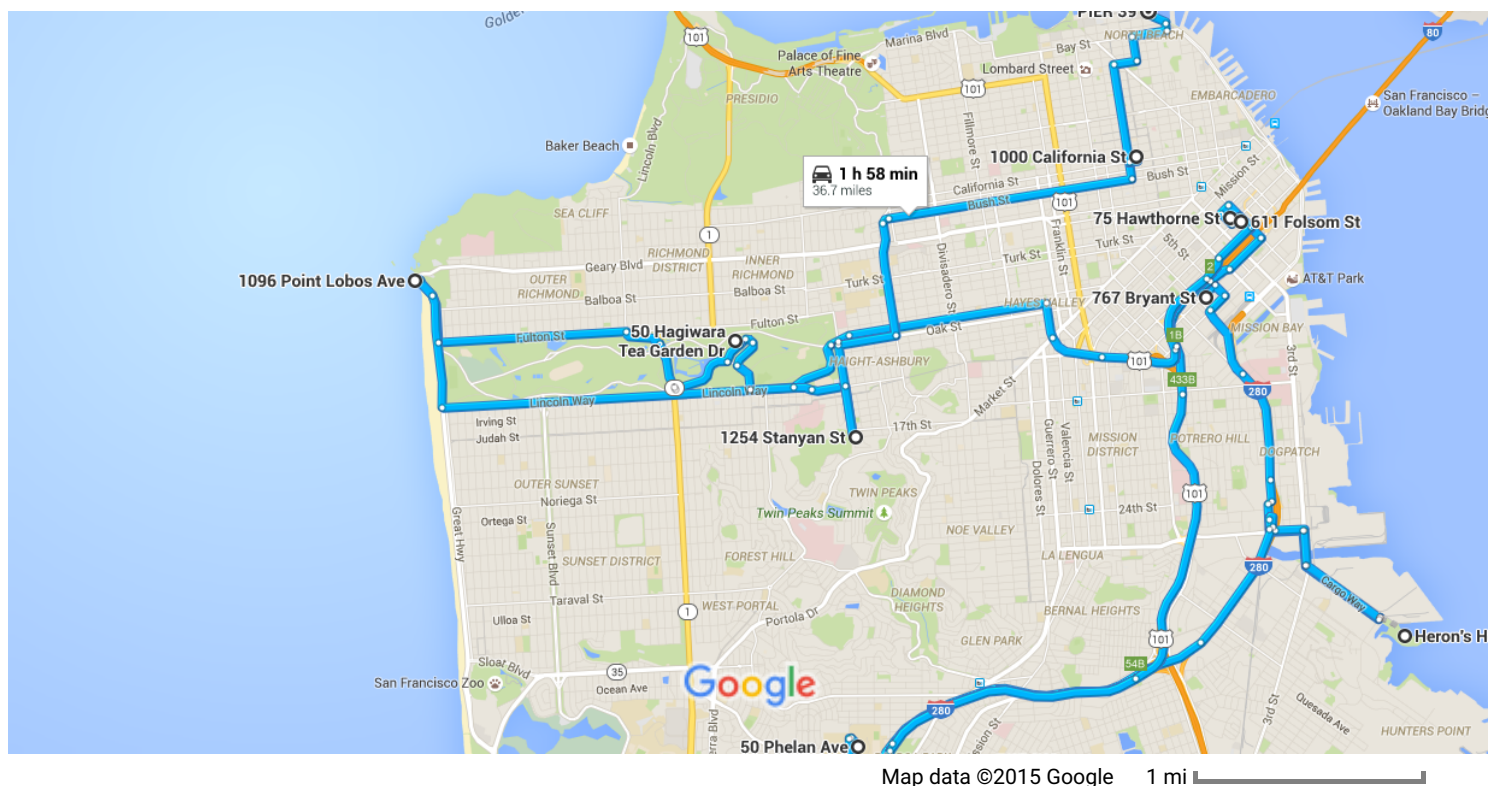 Golden
101
PIER 39
NORTH BEACH
80
Marina Blvd
Bay St
Palace of Fine
Arts Theatre
Lombard Street
101
EMBARCADERO
San Francisco –
Oakland Bay Bridg
PRESIDIO
Lincoln Blvd
Fillmore St
Baker Beach
1000 California St
1 h 58 min
36.7 miles
California St
Bush St
Bush St
Mission St
101
SEA CLIFF
75 Hawthorne St
611 Folsom St
1
Turk St
5th St
Franklin St
Divisadero St
RICHMOND
DISTRICT
INNER
RICHMOND
Geary Blvd
Turk St
2
1096 Point Lobos Ave
OUTER
RICHMOND
Turk St
AT&T Park
Balboa St
Balboa St
767 Bryant St
HAYES VALLEY
Fulton St
Oak St
50 Hagiwara
Tea Garden Dr
Fulton St
MISSION BAY
1B
3rd St
HAIGHT-ASHBURY
101
433B
Lincoln Way
Lincoln Way
280
Market St
Irving St
Judah St
1254 Stanyan St
17th St
Guerrero St
Valencia St
MISSION
DISTRICT
POTRERO HILL
DOGPATCH
Dolores St
OUTER SUNSET
Noriega St
TWIN PEAKS
101
Twin Peaks Summit
24th St
Ortega St
Great Hwy
Sunset Blvd
NOE VALLEY
SUNSET DISTRICT
FOREST HILL
LA LENGUA
280
Cargo Way
Taraval St
WEST PORTAL
DIAMOND
HEIGHTS
BERNAL HEIGHTS
1
Ulloa St
Portola Dr
GLEN PARK
101
Heron's H
Sloat Blvd
35
54B
San Francisco Zoo
Ocean Ave
Google
280
3rd St
Quesada Ave
HUNTERS POINT
50 Phelan Ave
Map data ©2015 Google 1 mi